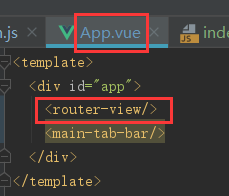 n.js
App.vue
inde
<template>
<div id="app">
<router-view/>
<main-tab-bar/>
</div>
</template>